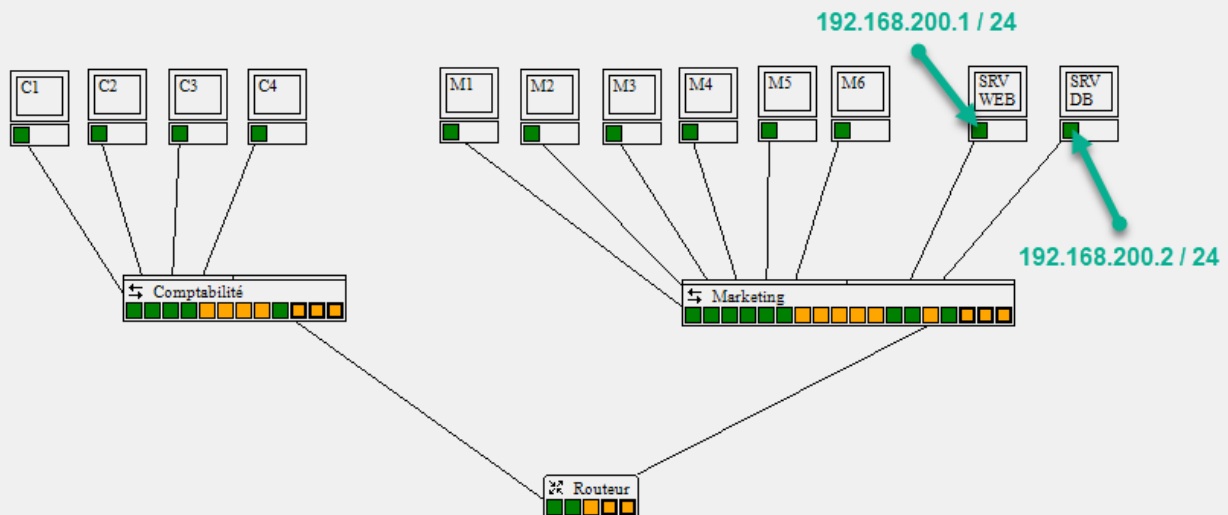 192.168.200.1 / 24
C1
C2
C3
C4
M1
M2
M3
M4
M5
M6
SRV
WEB
SRV
DB
192.168.200.2 / 24
Comptabilité
Marketing
Routeur